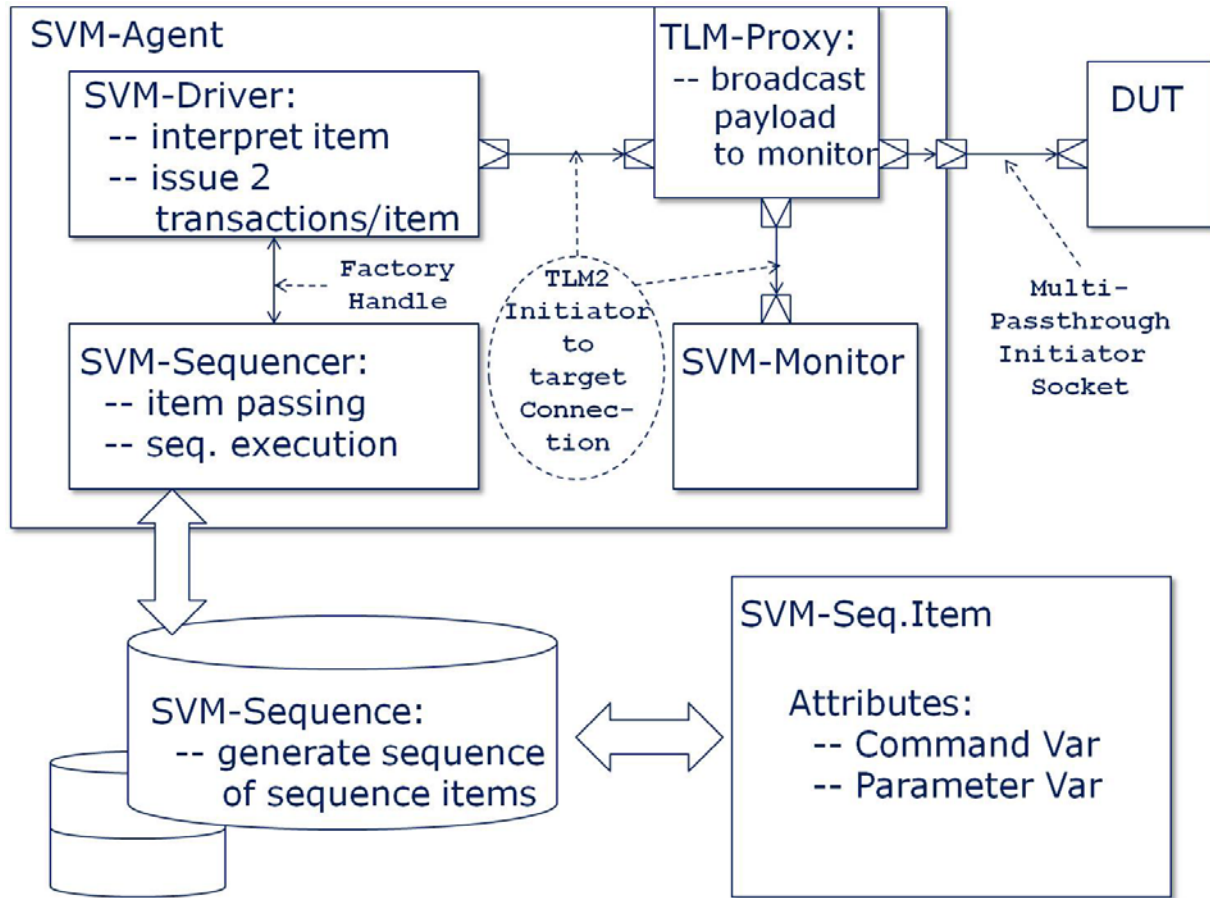 SVM-Agent
SVM-Driver:
-- interpret item
-- issue 2
transactions/item
TLM-Proxy:
-- broadcast
payload
to monitor
DUT
Factory
Handle
TLM2
Initiator
to
target
Connec-
tion
Multi-
Passthrough
Initiator
Socket
SVM-Sequencer:
-- item passing
-- seq. execution
SVM-Monitor
SVM-Sequence:
-- generate sequence
of sequence items
SVM-Seq.Item
Attributes:
-- Command Var
-- Parameter Var